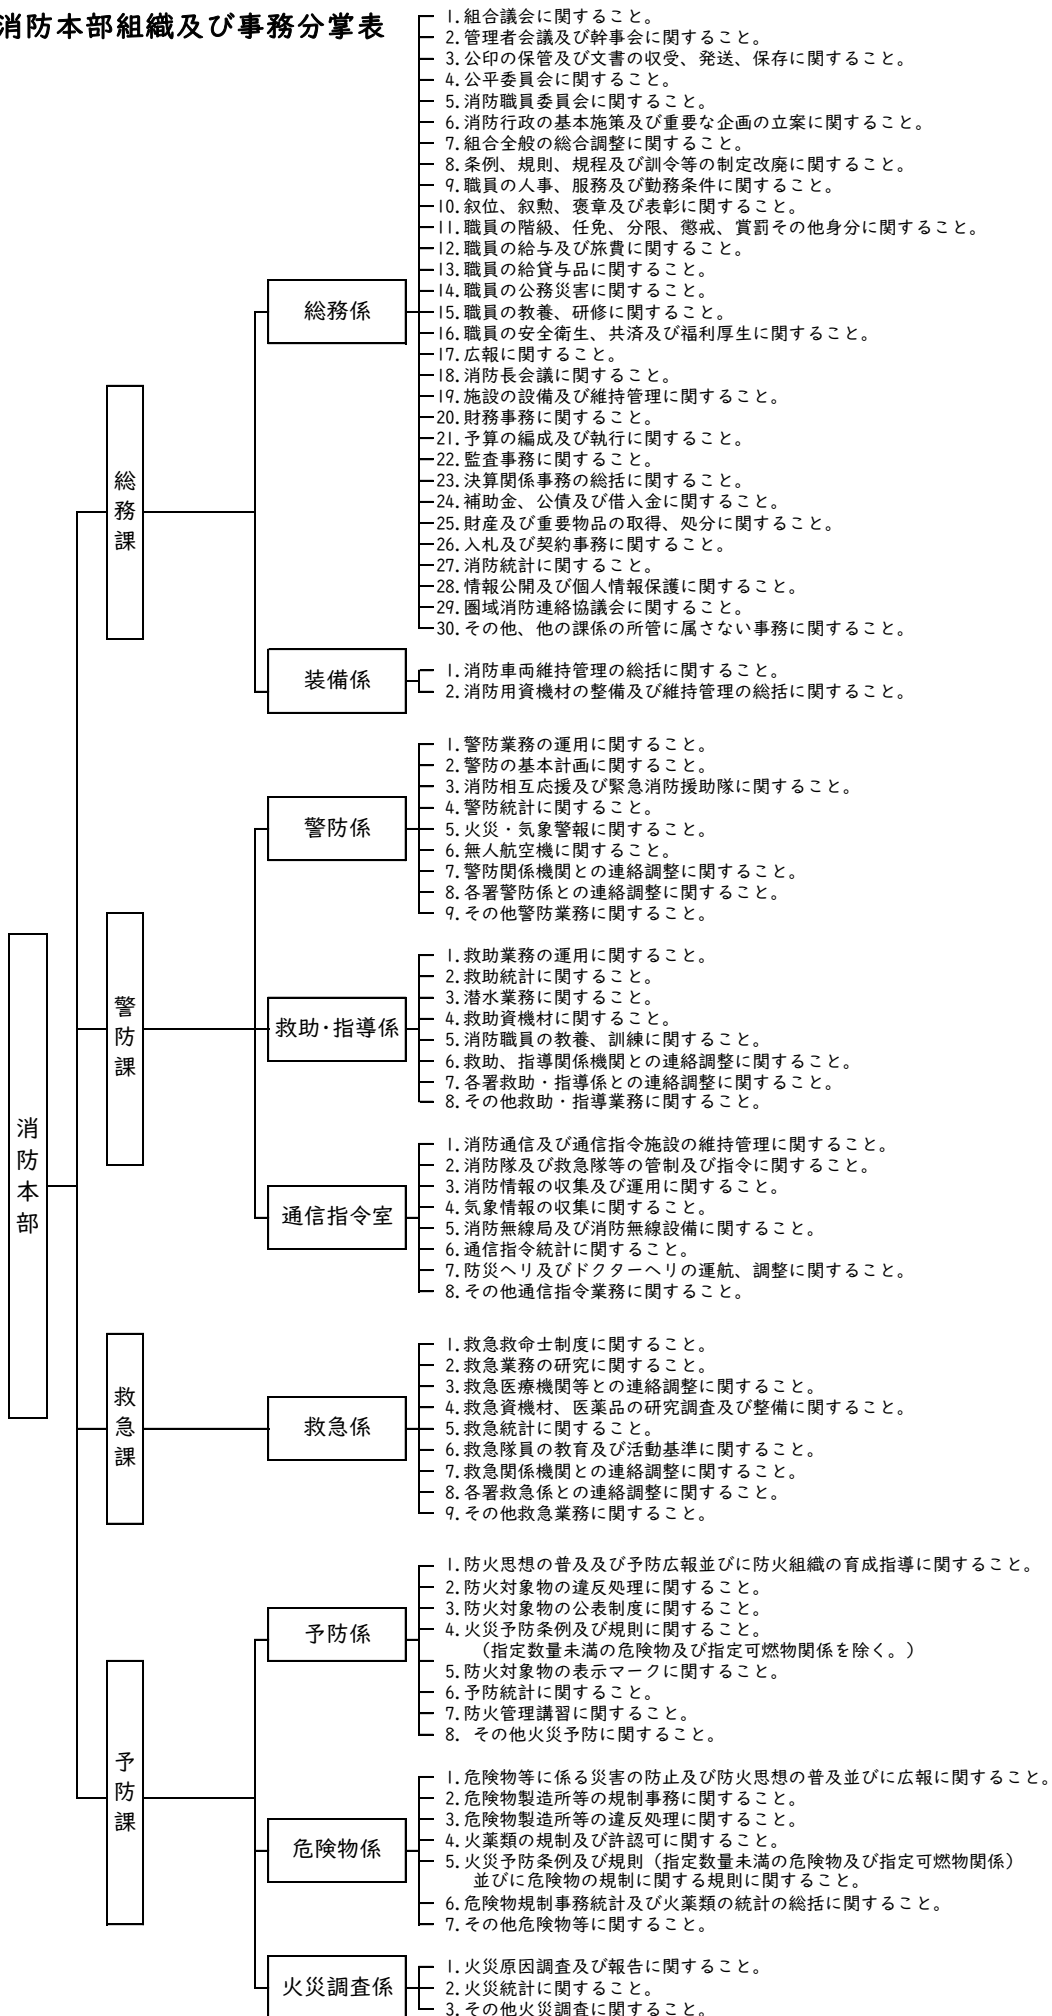 消防本部組織及び事務分掌表
消防本部
総務課
総務係
1.組合議会に関すること。
2.管理者会議及び幹事会に関すること。
3.公印の保管及び文書の収受、発送、保存に関すること。
4.公平委員会に関すること。
5.消防職員委員会に関すること。
6.消防行政の基本施策及び重要な企画の立案に関すること。
7.組合全般の総合調整に関すること。
8.条例、規則、規程及び訓令等の制定改廃に関すること。
9.職員の人事、服務及び勤務条件に関すること。
10.叙位、叙勲、褒章及び表彰に関すること。
11.職員の階級、任免、分限、懲戒、賞罰その他身分に関すること。
12.職員の給与及び旅費に関すること。
13.職員の給貸与品に関すること。
14.職員の公務災害に関すること。
15.職員の教養、研修に関すること。
16.職員の安全衛生、共済及び福利厚生に関すること。
17.広報に関すること。
18.消防長会議に関すること。
19.施設の設備及び維持管理に関すること。
20.財務事務に関すること。
21.予算の編成及び執行に関すること。
22.監査事務に関すること。
23.決算関係事務の総括に関すること。
24.補助金、公債及び借入金に関すること。
25.財産及び重要物品の取得、処分に関すること。
26.入札及び契約事務に関すること。
27.消防統計に関すること。
28.情報公開及び個人情報保護に関すること。
29.圏域消防連絡協議会に関すること。
30.その他、他の課係の所管に属さない事務に関すること。
装備係
1.消防車両維持管理の総括に関すること。
2.消防用資機材の整備及び維持管理の総括に関すること。
警防課
警防係
1.警防業務の運用に関すること。
2.警防の基本計画に関すること。
3.消防相互応援及び緊急消防援助隊に関すること。
4.警防統計に関すること。
5.火災・気象警報に関すること。
6.無人航空機に関すること。
7.警防関係機関との連絡調整に関すること。
8.各署警防係との連絡調整に関すること。
9.その他警防業務に関すること。
救助・指導係
1.救助業務の運用に関すること。
2.救助統計に関すること。
3.潜水業務に関すること。
4.救助資機材に関すること。
5.消防職員の教養、訓練に関すること。
6.救助、指導関係機関との連絡調整に関すること。
7.各署救助・指導係との連絡調整に関すること。
8.その他救助・指導業務に関すること。
通信指令室
1.消防通信及び通信指令施設の維持管理に関すること。
2.消防隊及び救急隊等の管制及び指令に関すること。
3.消防情報の収集及び運用に関すること。
4.気象情報の収集に関すること。
5.消防無線局及び消防無線設備に関すること。
6.通信指令統計に関すること。
7.防災ヘリ及びドクターヘリの運航、調整に関すること。
8.その他通信指令業務に関すること。
救急課
救急係
1.救急救命士制度に関すること。
2.救急業務の研究に関すること。
3.救急医療機関等との連絡調整に関すること。
4.救急資機材、医薬品の研究調査及び整備に関すること。
5.救急統計に関すること。
6.救急隊員の教育及び活動基準に関すること。
7.救急関係機関との連絡調整に関すること。
8.各署救急係との連絡調整に関すること。
9.その他救急業務に関すること。
予防課
予防係
1.防火思想の普及及び予防広報並びに防火組織の育成指導に関すること。
2.防火対象物の違反処理に関すること。
3.防火対象物の公表制度に関すること。
4.火災予防条例及び規則に関すること。
（指定数量未満の危険物及び指定可燃物関係を除く。）
5.防火対象物の表示マークに関すること。
6.予防統計に関すること。
7.防火管理講習に関すること。
8. その他火災予防に関すること。
危険物係
1.危険物等に係る災害の防止及び防火思想の普及並びに広報に関すること。
2.危険物製造所等の規制事務に関すること。
3.危険物製造所等の違反処理に関すること。
4.火薬類の規制及び許認可に関すること。
5.火災予防条例及び規則（指定数量未満の危険物及び指定可燃物関係）
並びに危険物の規制に関する規則に関すること。
6.危険物規制事務統計及び火薬類の統計の総括に関すること。
7.その他危険物等に関すること。
火災調査係
1.火災原因調査及び報告に関すること。
2.火災統計に関すること。
3.その他火災調査に関すること。